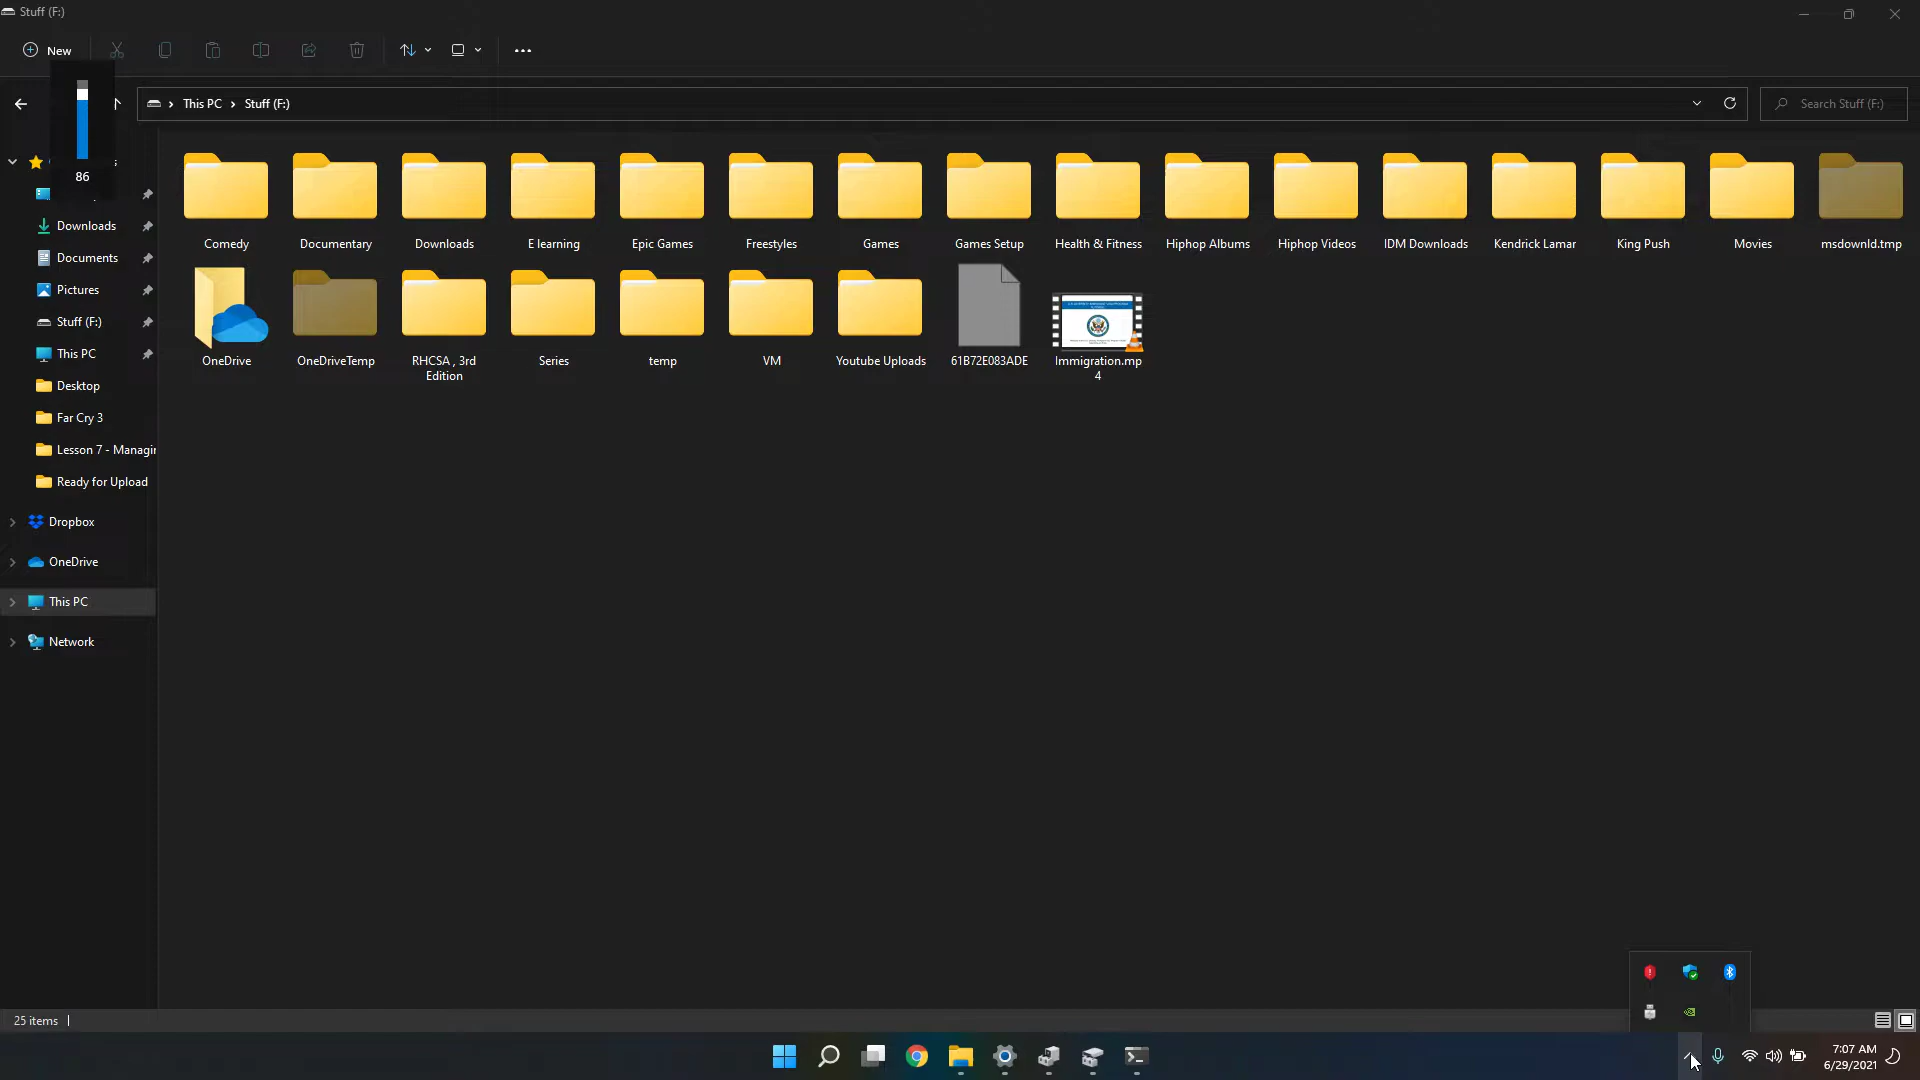 Stuff (F:)
New
This PC
Stuff (F:)
Search Stuff (F:)
86
Downloads
Documents
Pictures
Stuff (F:)
This PC
Desktop
Far Cry 3
Lesson 7 - Managin
Ready for Upload
Dropbox
OneDrive
This PC
Network
Comedy
Documentary
Downloads
E learning
Epic Games
Freestyles
Games
Games Setup
Health & Fitness
Hiphop Albums
Hiphop Videos
IDM Downloads
Kendrick Lamar
King Push
Movies
msdownld.tmp
OneDrive
OneDriveTemp
RHCSA , 3rd
Edition
Series
temp
VM
Youtube Uploads
61B72E083ADE
Immigration.mp
4
25 items
7:07 AM
6/29/2021